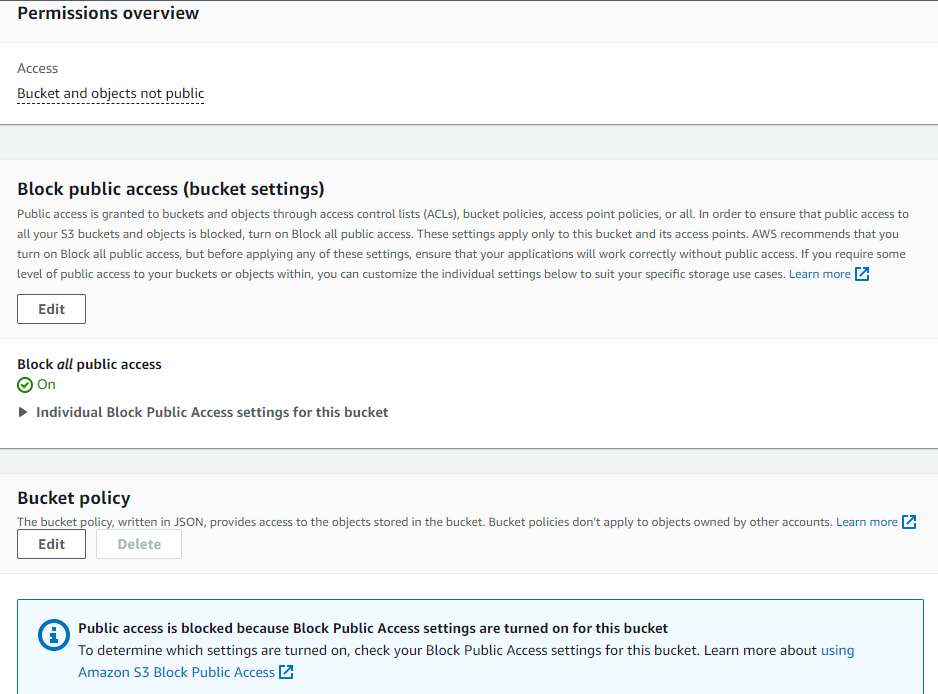 Permissions overview
Access
Bucket and objects not public
Block public access (bucket settings)
Public access is granted to buckets and objects through access control lists (ACLs), bucket policies, access point policies, or all. In order to ensure that public access to
all your S3 buckets and objects is blocked, turn on Block all public access. These settings apply only to this bucket and its access points. AWS recommends that you
turn on Block all public access, but before applying any of these settings, ensure that your applications will work correctly without public access. If you require some
level of public access to your buckets or objects within, you can customize the individual settings below to suit your specific storage use cases. Learn more
Edit
Block all public access
On
Individual Block Public Access settings for this bucket
Bucket policy
The bucket policy, written in JSON, provides access to the objects stored in the bucket. Bucket policies don't apply to objects owned by other accounts. Learn more
Edit Delete
Public access is blocked because Block Public Access settings are turned on for this bucket
To determine which settings are turned on, check your Block Public Access settings for this bucket. Learn more about using
Amazon S3 Block Public Access